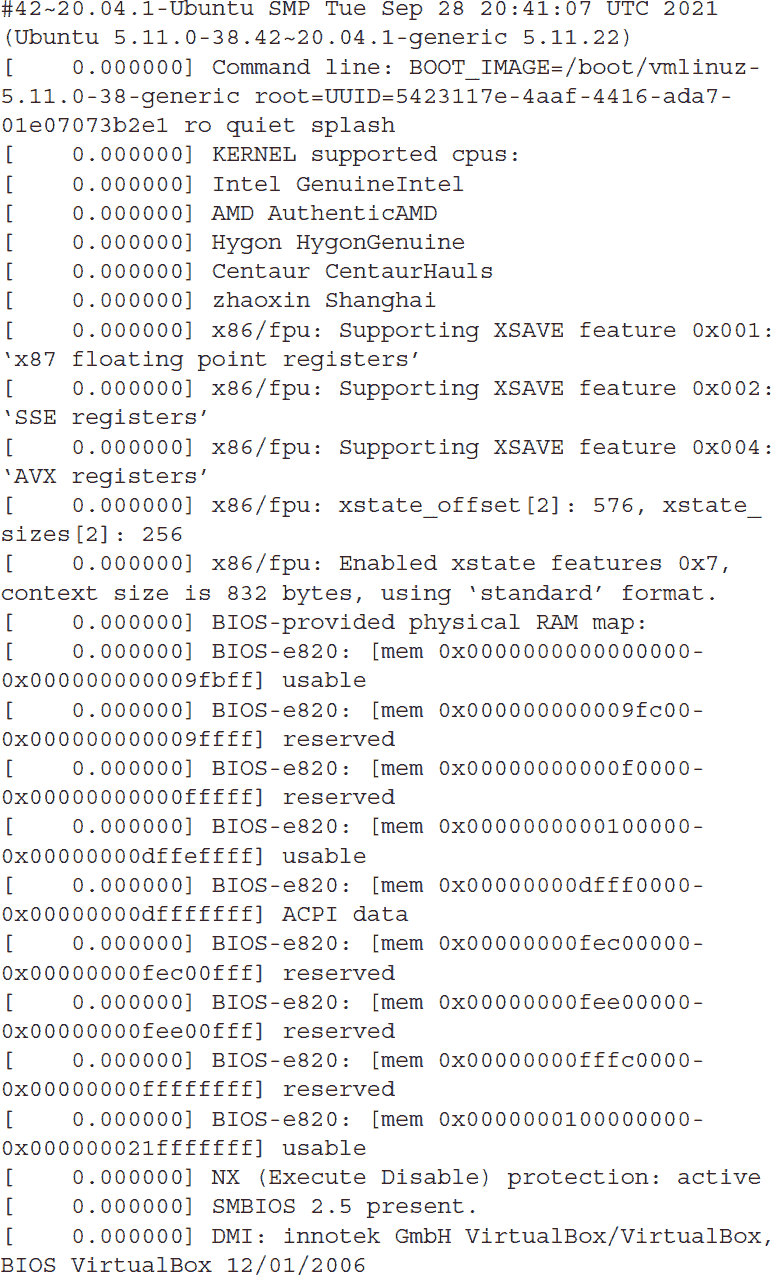 #42~20.04.1-Ubuntu SMP Tue Sep 28 20:41:07 UTC 2021
(Ubuntu 5.11.0-38.42~20.04.1-generic 5.11.22)
[    0.000000] Command line: BOOT_IMAGE=/boot/vmlinuz-
5.11.0-38-generic root=UUID=5423117e-4aaf-4416-ada7-
01e07073b2e1 ro quiet splash
[    0.000000] KERNEL supported cpus:
[    0.000000] Intel GenuineIntel
[    0.000000] AMD AuthenticAMD
[    0.000000] Hygon HygonGenuine
[    0.000000] Centaur CentaurHauls
[    0.000000] zhaoxin Shanghai
[    0.000000] x86/fpu: Supporting XSAVE feature 0x001:
‘x87 floating point registers’
[    0.000000] x86/fpu: Supporting XSAVE feature 0x002:
‘SSE registers’
[    0.000000] x86/fpu: Supporting XSAVE feature 0x004:
‘AVX registers’
[    0.000000] x86/fpu: xstate_offset[2]: 576, xstate_
sizes[2]: 256
[    0.000000] x86/fpu: Enabled xstate features 0x7,
context size is 832 bytes, using ‘standard’ format.
[    0.000000] BIOS-provided physical RAM map:
[    0.000000] BIOS-e820: [mem 0x0000000000000000-
0x000000000009fbff] usable
[    0.000000] BIOS-e820: [mem 0x000000000009fc00-
0x000000000009ffff] reserved
[    0.000000] BIOS-e820: [mem 0x00000000000f0000-
0x00000000000fffff] reserved
[    0.000000] BIOS-e820: [mem 0x0000000000100000-
0x00000000dffeffff] usable
[    0.000000] BIOS-e820: [mem 0x00000000dfff0000-
0x00000000dfffffff] ACPI data
[    0.000000] BIOS-e820: [mem 0x00000000fec00000-
0x00000000fec00fff] reserved
[    0.000000] BIOS-e820: [mem 0x00000000fee00000-
0x00000000fee00fff] reserved
[    0.000000] BIOS-e820: [mem 0x00000000fffc0000-
0x00000000ffffffff] reserved
[    0.000000] BIOS-e820: [mem 0x0000000100000000-
0x000000021fffffff] usable
[    0.000000] NX (Execute Disable) protection: active
[    0.000000] SMBIOS 2.5 present.
[    0.000000] DMI: innotek GmbH VirtualBox/VirtualBox,
BIOS VirtualBox 12/01/2006